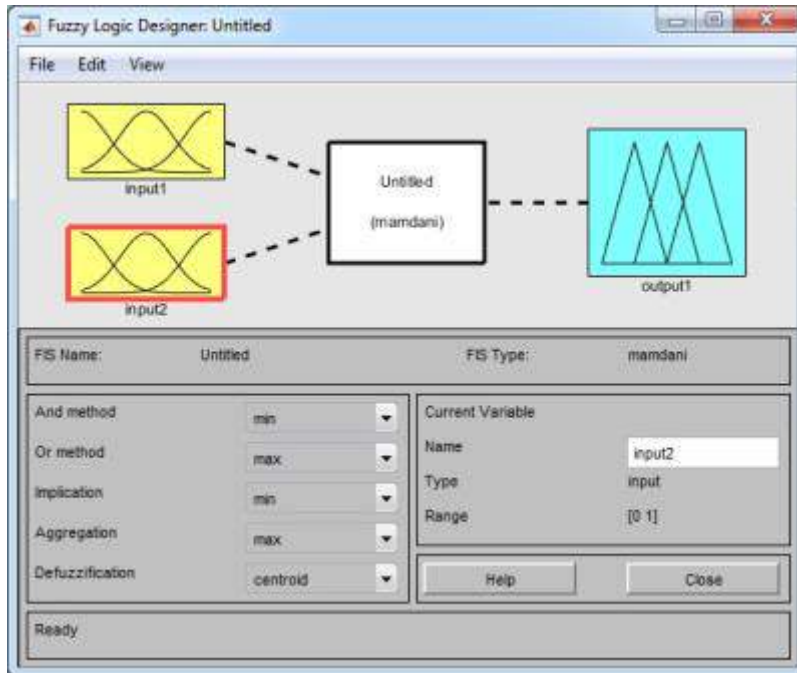 Fuzzy Logic Designer: Untitled
File Edit View
input1
Untitled
(mamdani)
output1
input2
FIS Name: Untitled FIS Type: mamdani
And method min
Or method max
Implication min
Aggregation max
Defuzzification centroid
Current Variable
Name input2
Type input
Range [0 1]
Help Close
Ready